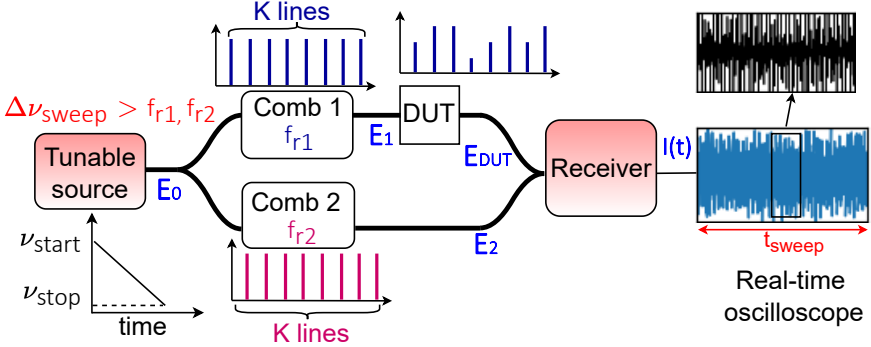 K lines
Δνsweep > fr1, fr2
Comb 1
fr1
E1
DUT
EDUT
Tunable
source
E0
Receiver
I(t)
Comb 2
fr2
E2
νstart
νstop
time
K lines
tsweep
Real-time
oscilloscope